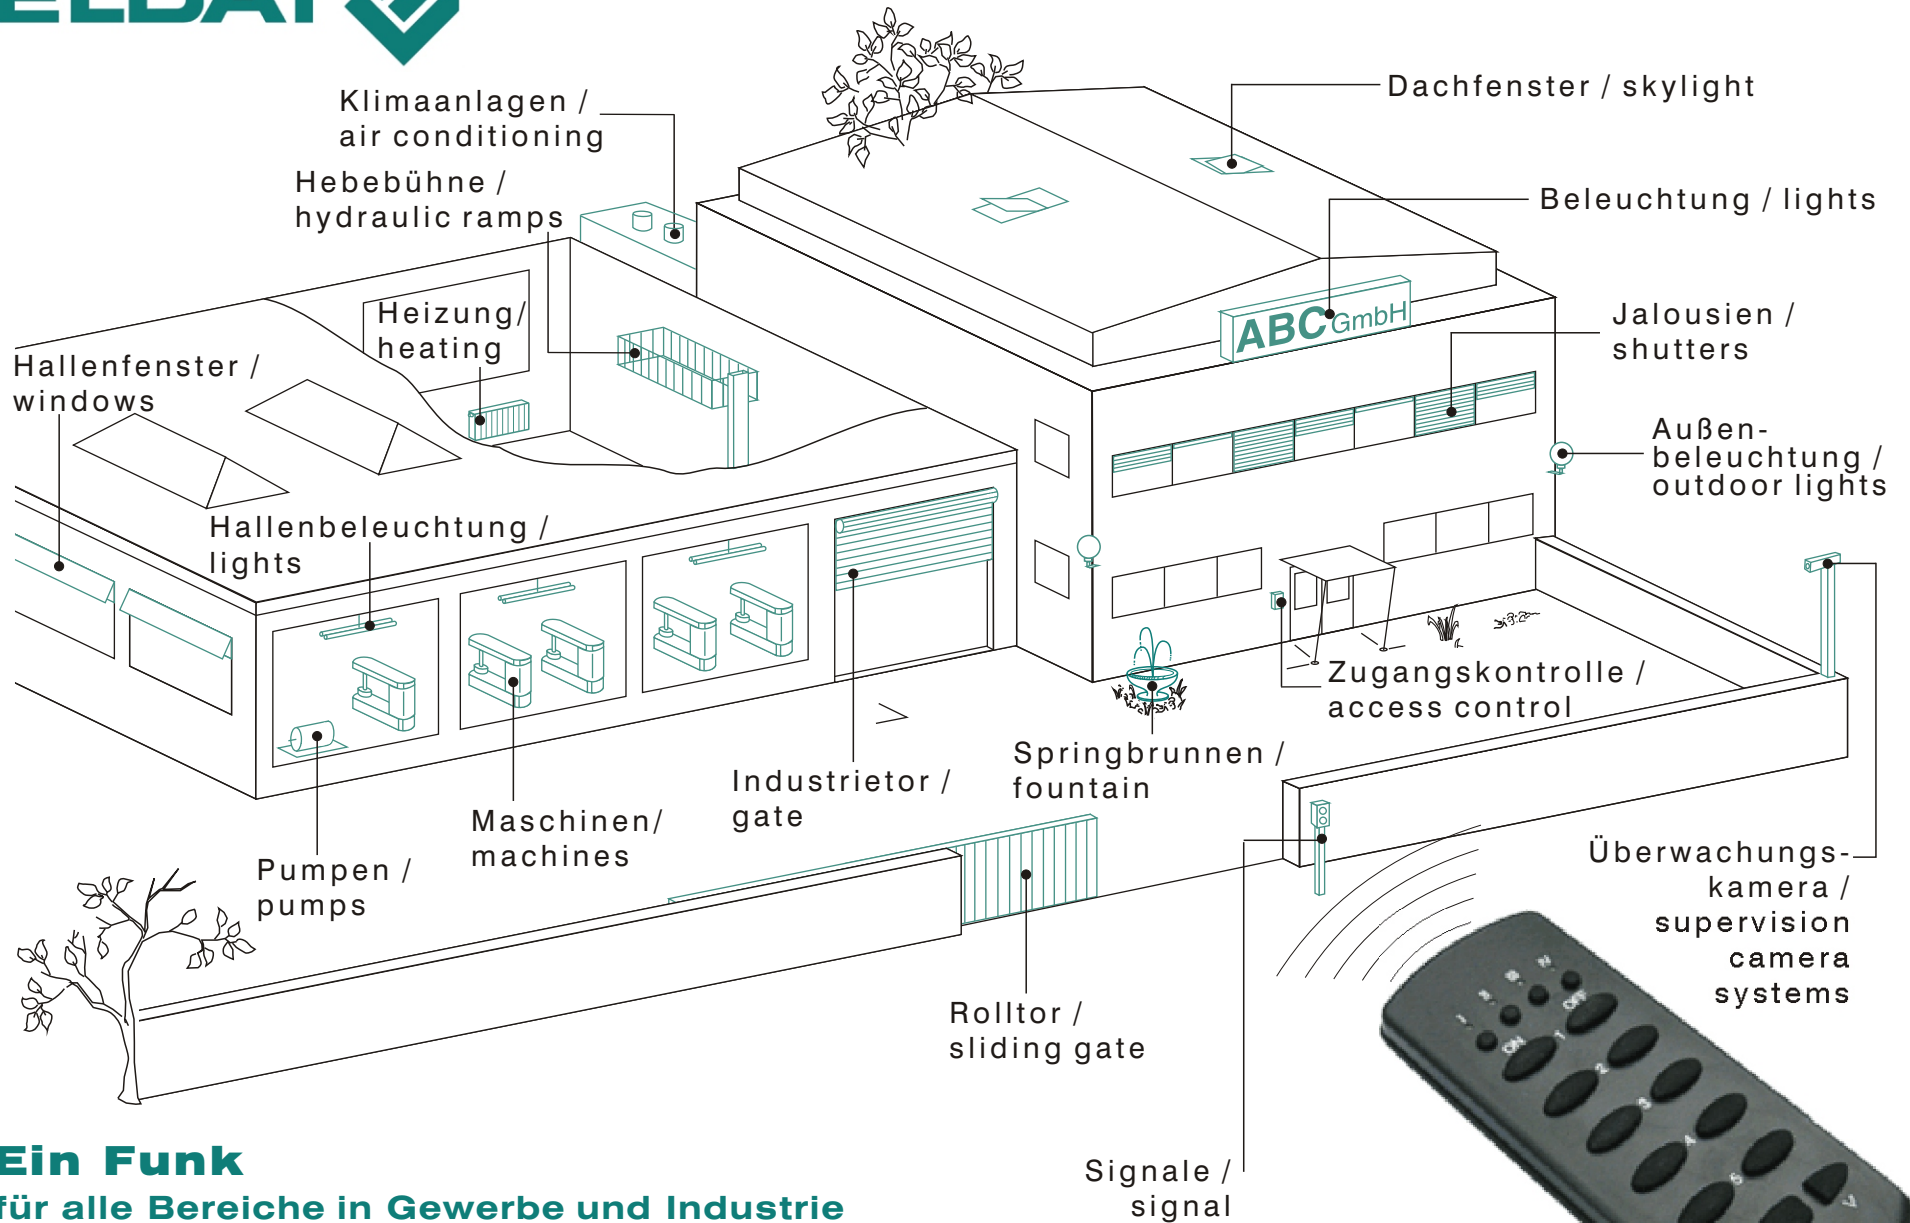 ELDAT
Klimaanlagen /
air conditioning
Hebebühne /
hydraulic ramps
Heizung/
heating
Hallenfenster /
windows
Hallenbeleuchtung /
lights
Dachfenster / skylight
Beleuchtung / lights
ABC GmbH
Jalousien /
shutters
Außen-
beleuchtung /
outdoor lights
Zugangskontrolle /
access control
Springbrunnen /
fountain
Industrietor /
gate
Maschinen/
machines
Pumpen /
pumps
Überwachungs-
kamera /
supervision
camera
systems
Rolltor /
sliding gate
Signale /
signal
ON
OFF
1
2
3
4
5
Ein Funk
für alle Bereiche in Gewerbe und Industrie